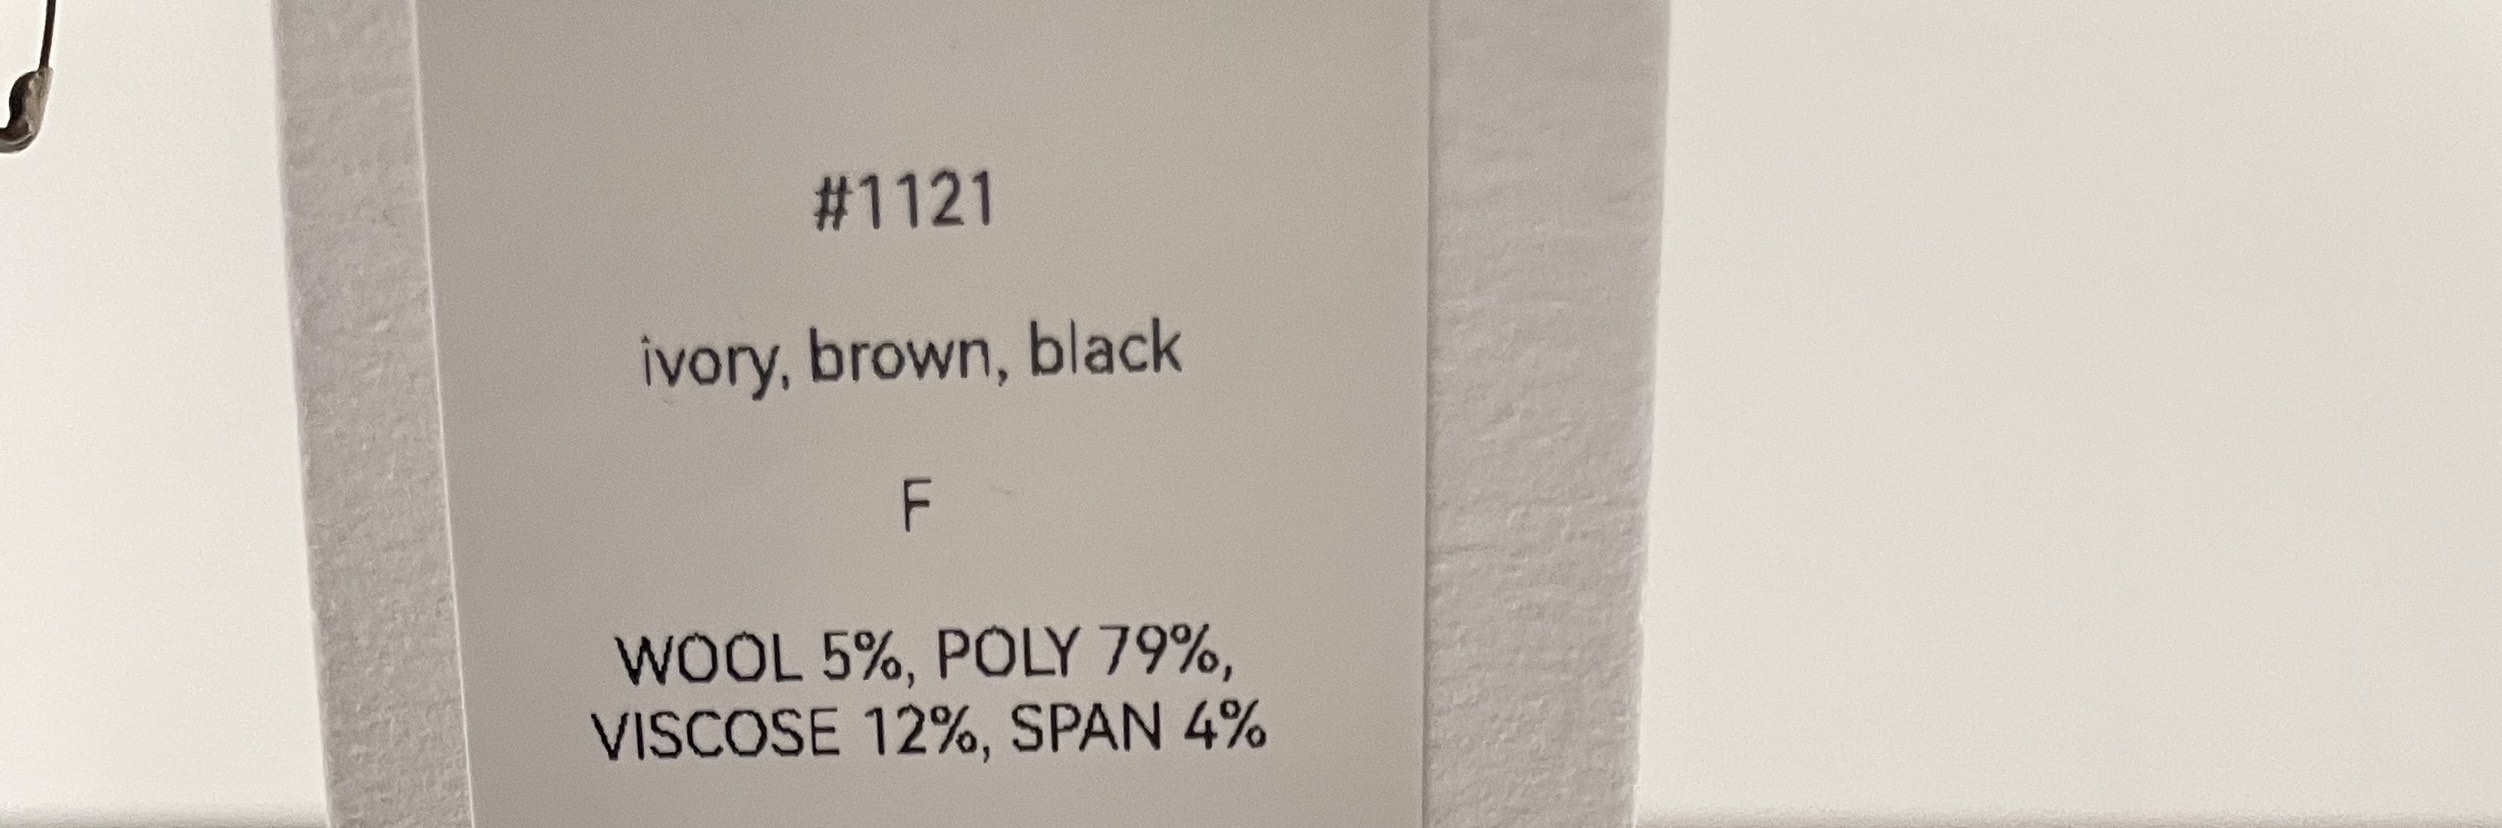 #1121
ivory, brown, black
F
WOOL 5%, POLY 79%,
VISCOSE 12%, SPAN 4%